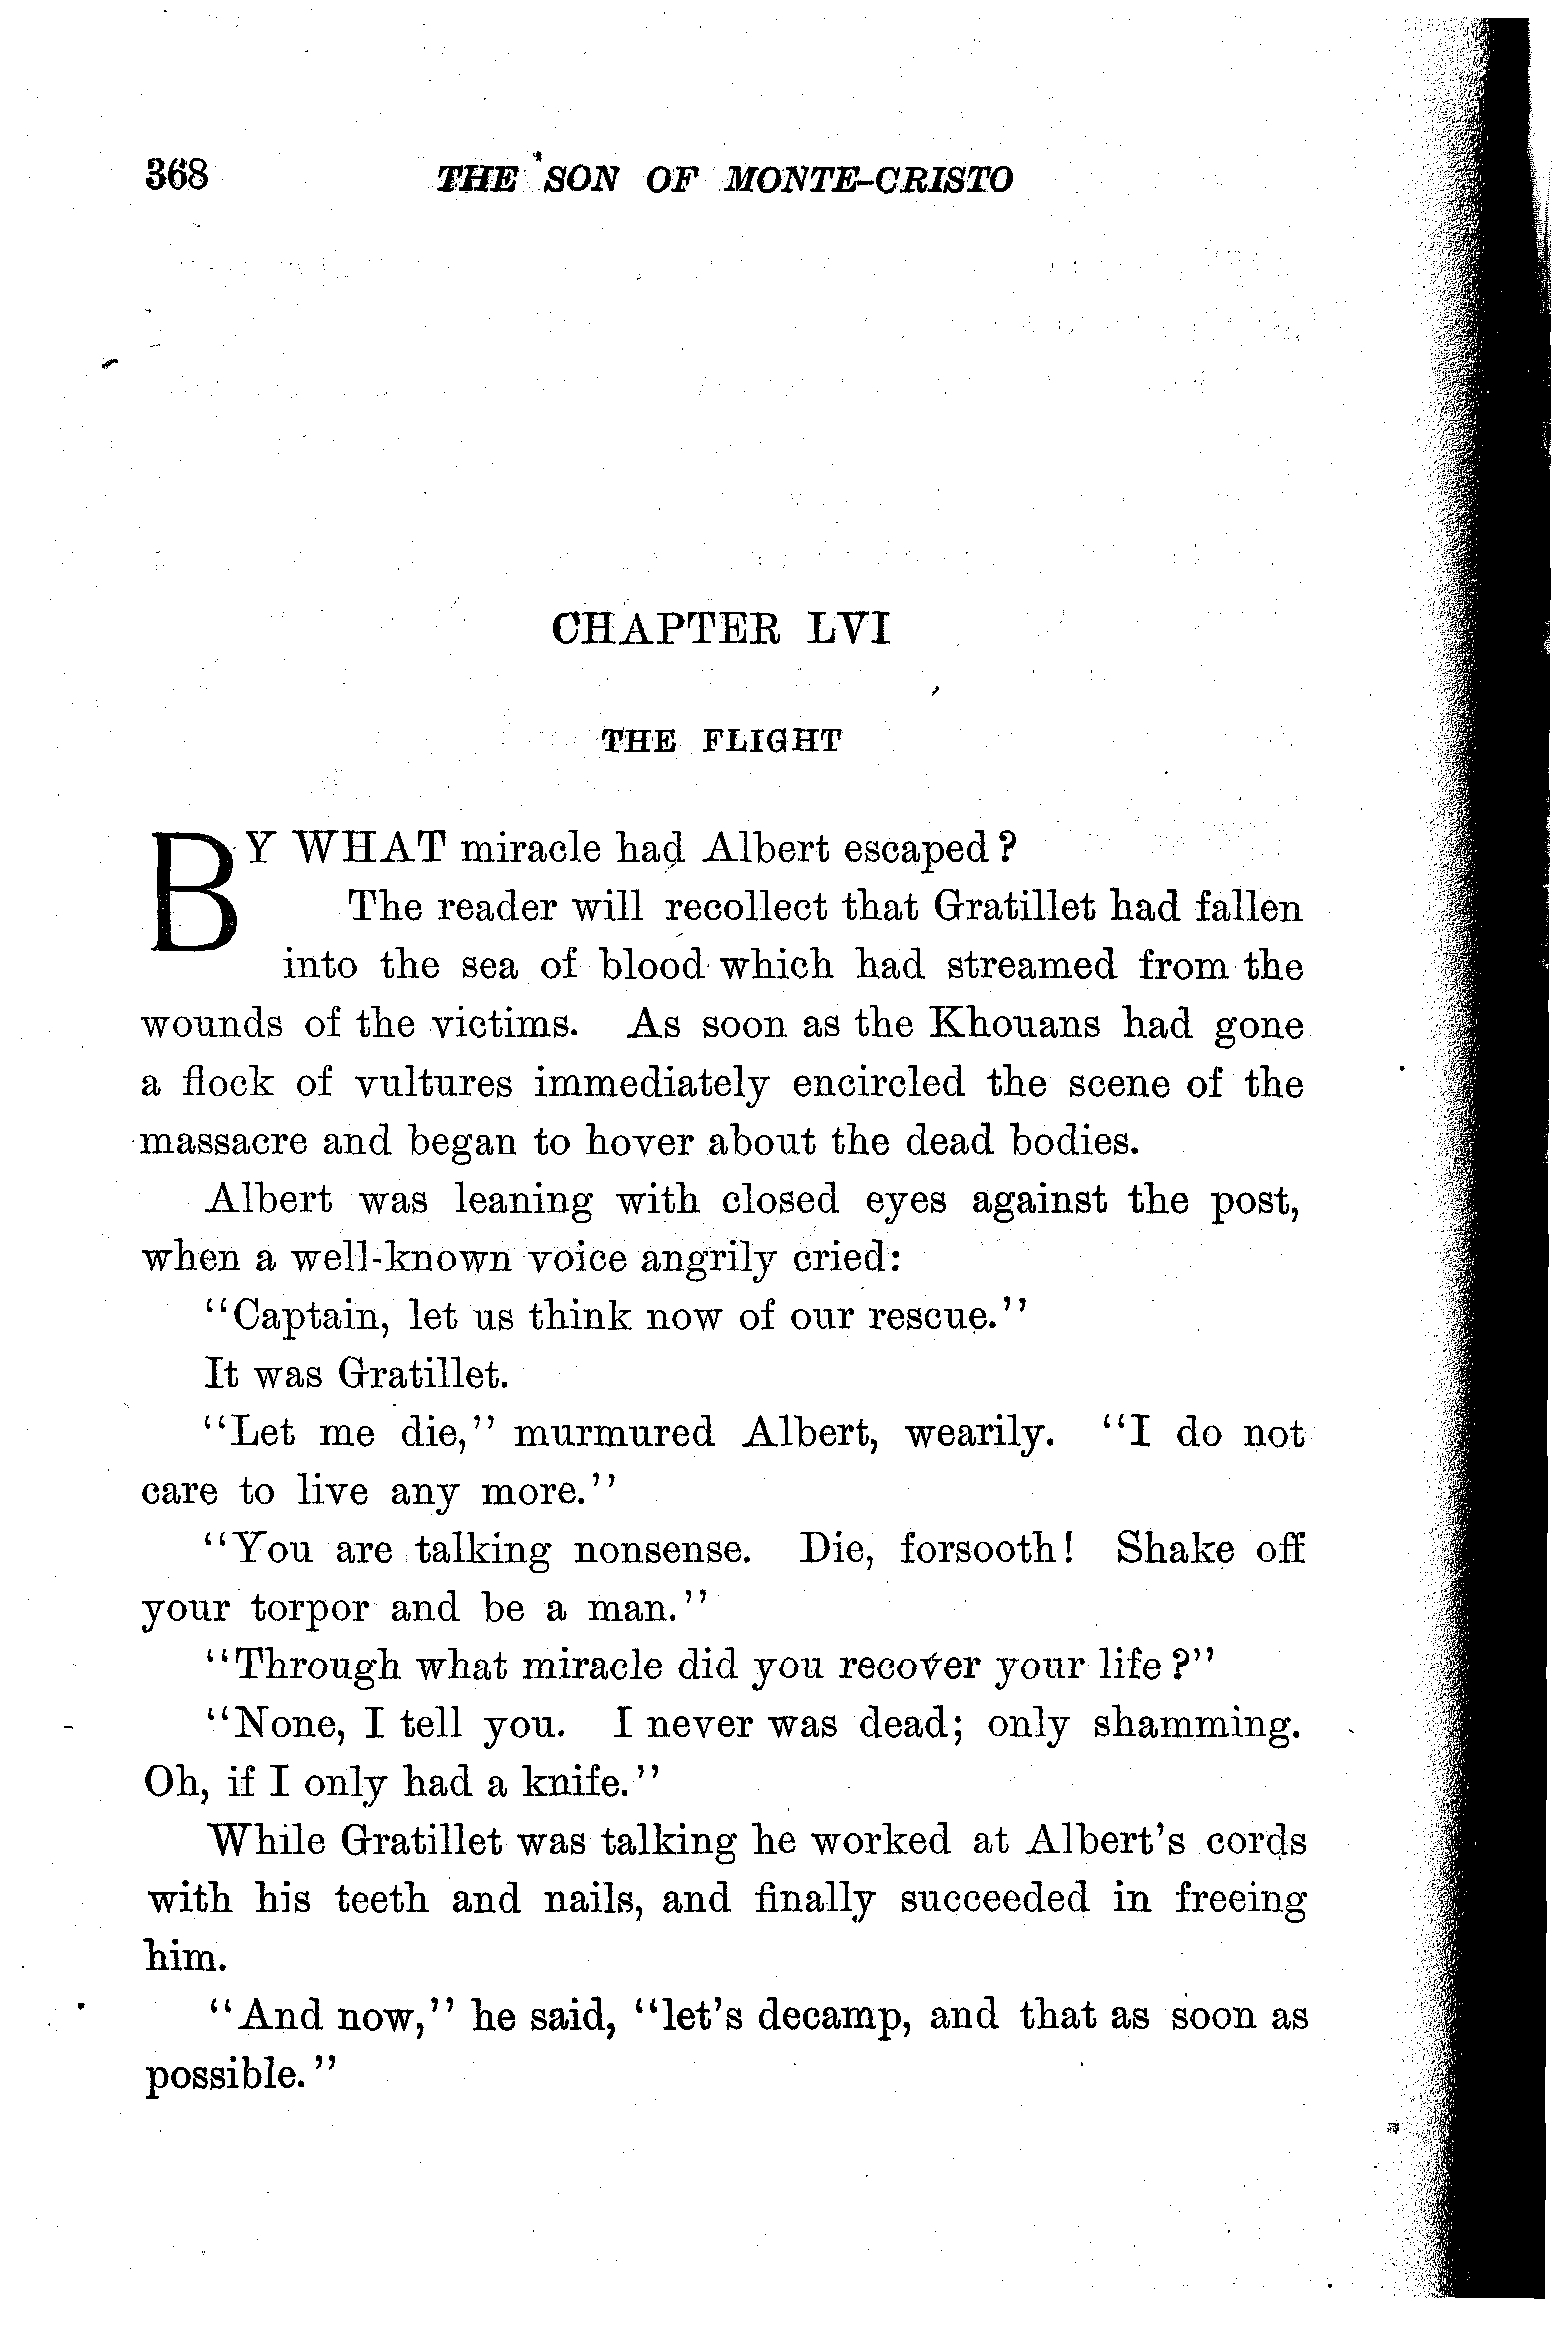 368 THE SON OF MONTE-CRISTO
CHAPTER LVI
THE FLIGHT
BY WHAT miracle had Albert escaped?
The reader will recollect that Gratillet had fallen
into the sea of blood which had streamed from the
wounds of the victims. As soon as the Khouans had gone
a flock of vultures immediately encircled the scene of the
massacre and began to hover about the dead bodies.
Albert was leaning with closed eyes against the post,
when a well-known voice angrily cried:
"Captain, let us think now of our rescue."
It was Gratillet.
"Let me die," murmured Albert, wearily. "I do not
care to live any more."
"You are talking nonsense. Die, forsooth! Shake off
your torpor and be a man."
"Through what miracle did you recover your life?"
"None, I tell you. I never was dead; only shamming.
Oh, if I only had a knife."
While Gratillet was talking he worked at Albert's cords
with his teeth and nails, and finally succeeded in freeing
him.
"And now," he said, "let's decamp, and that as soon as
possible."